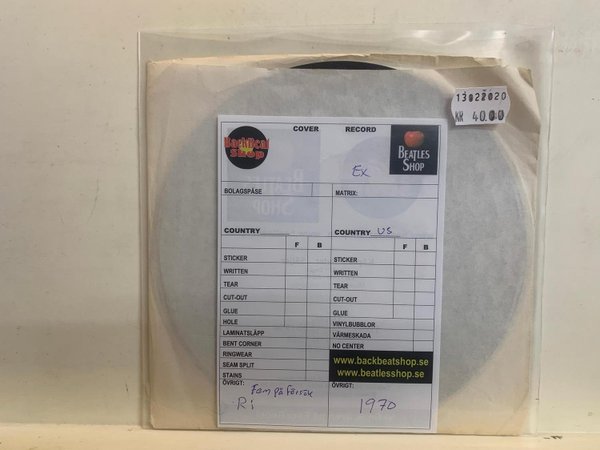 13022020
KR 40.00
BackBeat Shop
COVER
RECORD
BEATLES SHOP
Ex
BOLAGSPÅSE
MATRIX:
COUNTRY
COUNTRY US
F B
F B
STICKER
STICKER
WRITTEN
WRITTEN
TEAR
TEAR
CUT-OUT
CUT-OUT
GLUE
GLUE
HOLE
VINYLBUBBLOR
LAMINATSLÄPP
VÄRMESKADA
BENT CORNER
NO CENTER
RINGWEAR
SEAM SPLIT
STAINS
www.backbeatshop.se
www.beatlesshop.se
ÖVRIGT:
ÖVRIGT:
på
Ri
1970